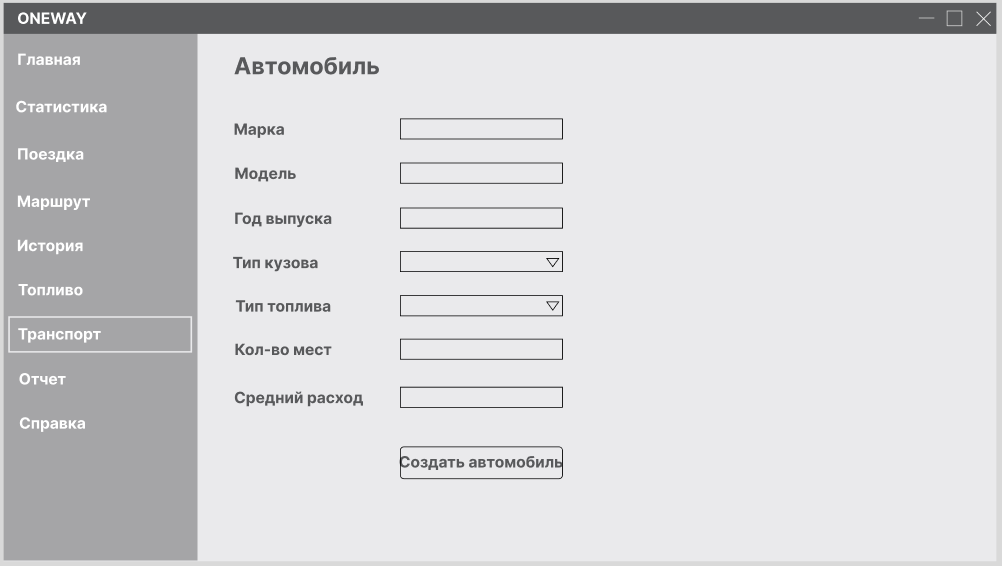 ONEWAY
Главная
Статистика
Поездка
Маршрут
История
Топливо
Транспорт
Отчет
Справка
Автомобиль
Марка
Модель
Год выпуска
Тип кузова
Тип топлива
Кол-во мест
Средний расход
Создать автомобиль